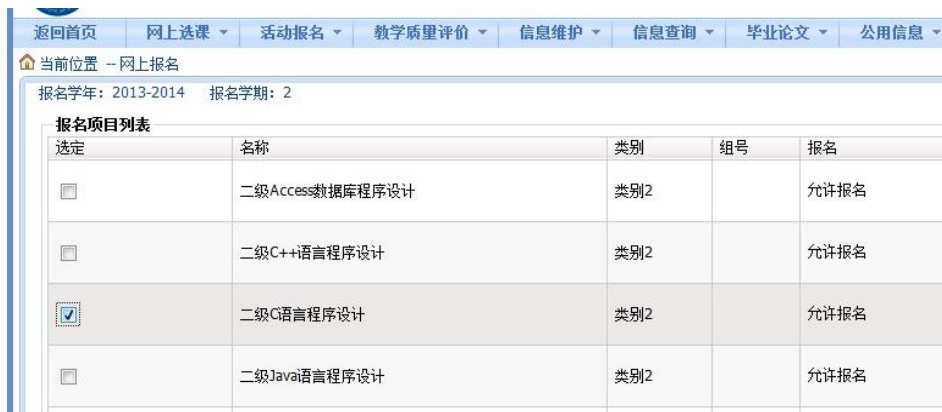 返回首页 网上选课 活动报名 教学质量评价 信息维护 信息查询 毕业论文 公用信息
当前位置 -- 网上报名
报名学年：2013-2014 报名学期：2
报名项目列表
选定 名称 类别 组号 报名
二级Access数据库程序设计 类别2 允许报名
二级C++语言程序设计 类别2 允许报名
二级C语言程序设计 类别2 允许报名
二级Java语言程序设计 类别2 允许报名